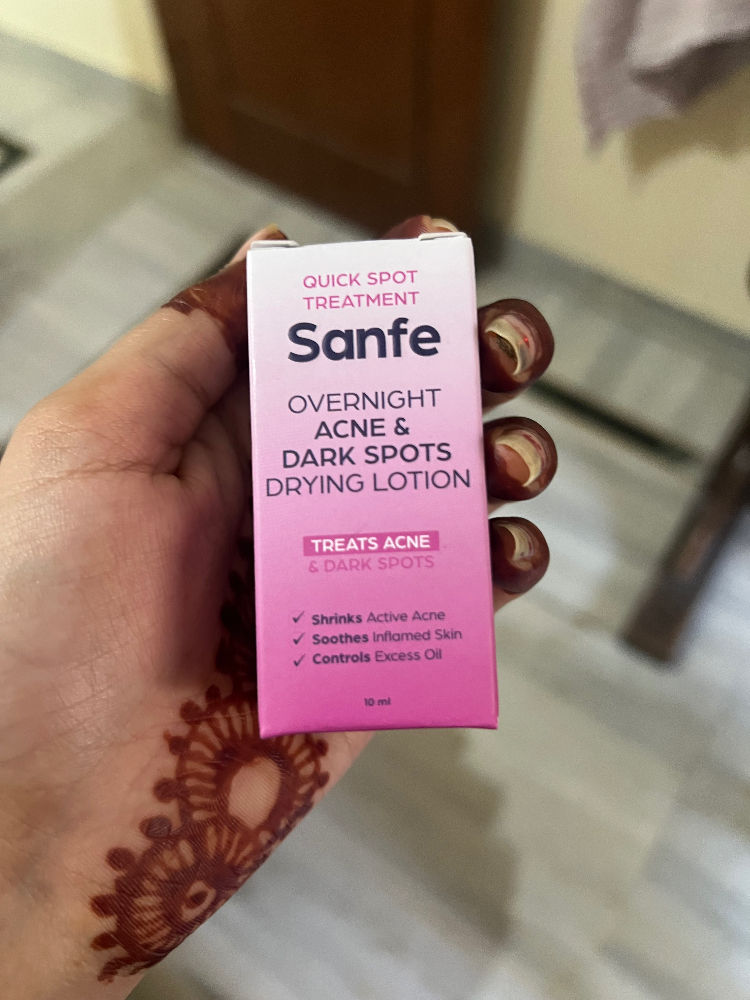 QUICK SPOT
TREATMENT
Sanfe
OVERNIGHT
ACNE &
DARK SPOTS
DRYING LOTION
TREATS ACNE
& DARK SPOTS
✓ Shrinks Active Acne
✓ Soothes Inflamed Skin
✓ Controls Excess Oil
10 ml